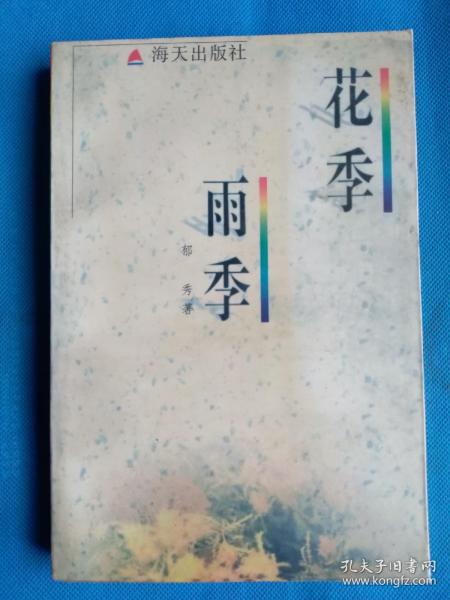 海天出版社
花季
雨季
郁秀著
孔夫子旧书网
www.kongfz.com